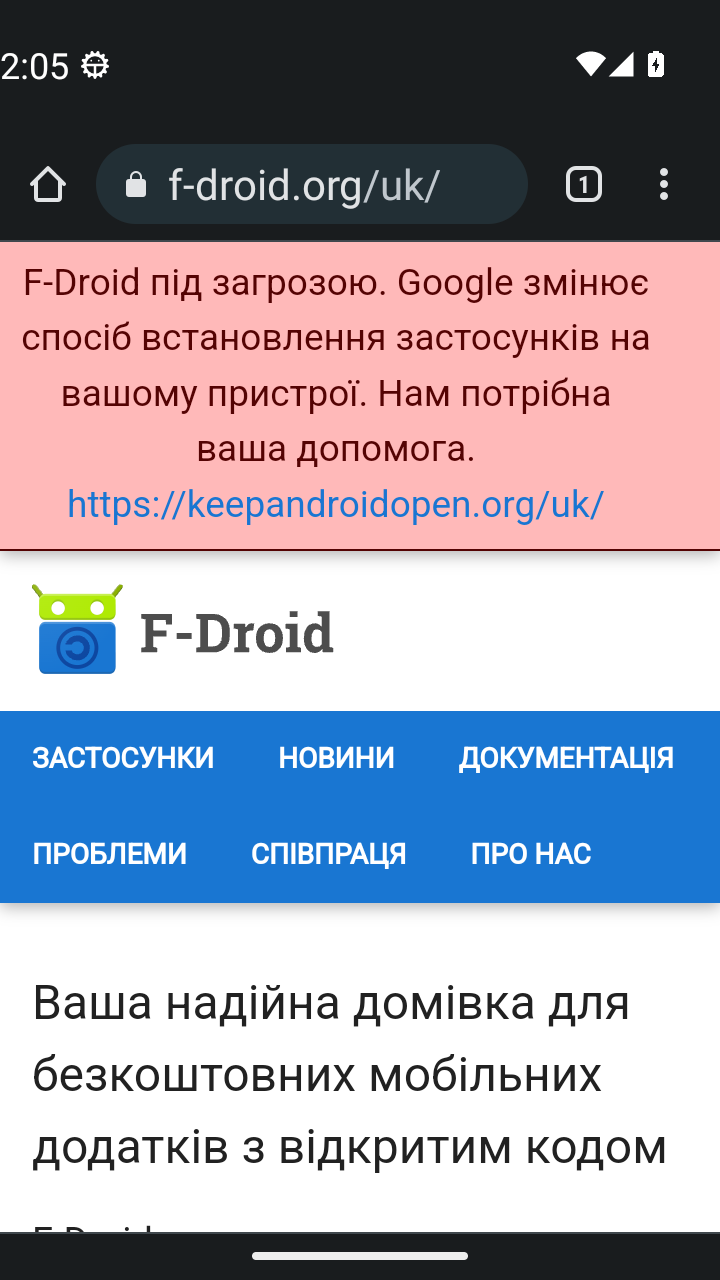 2:05
f-droid.org/uk/
1
F-Droid під загрозою. Google змінює
спосіб встановлення застосунків на
вашому пристрої. Нам потрібна
ваша допомога.
https://keepandroidopen.org/uk/
F-Droid
ЗАСТОСУНКИ НОВИНИ ДОКУМЕНТАЦІЯ
ПРОБЛЕМИ СПІВПРАЦЯ ПРО НАС
Ваша надійна домівка для
безкоштовних мобільних
додатків з відкритим кодом